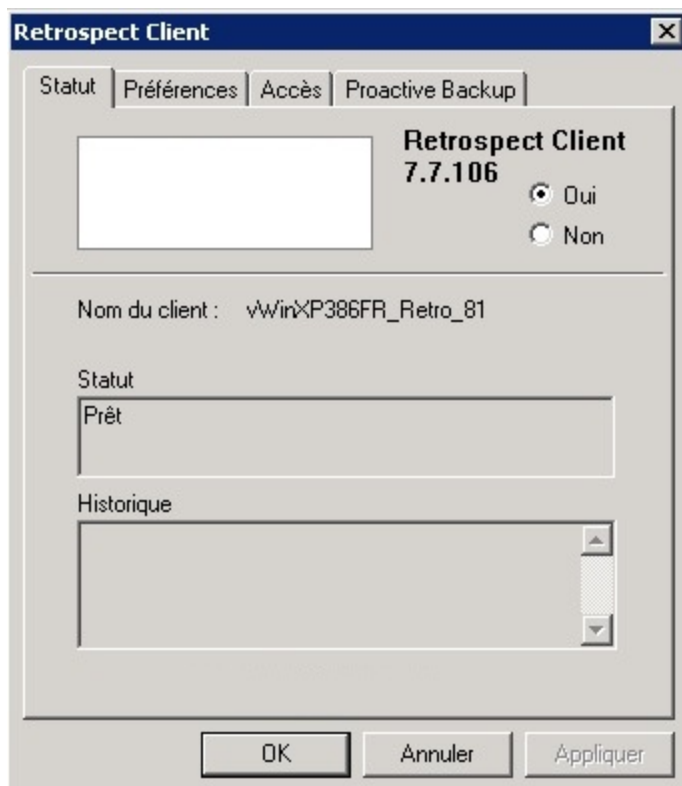 Retrospect Client
Statut Préférences Accès Proactive Backup
Retrospect Client
7.7.106
Oui
Non
Nom du client : vWinXP386FR_Retro_81
Statut
Prêt
Historique
OK Annuler Appliquer